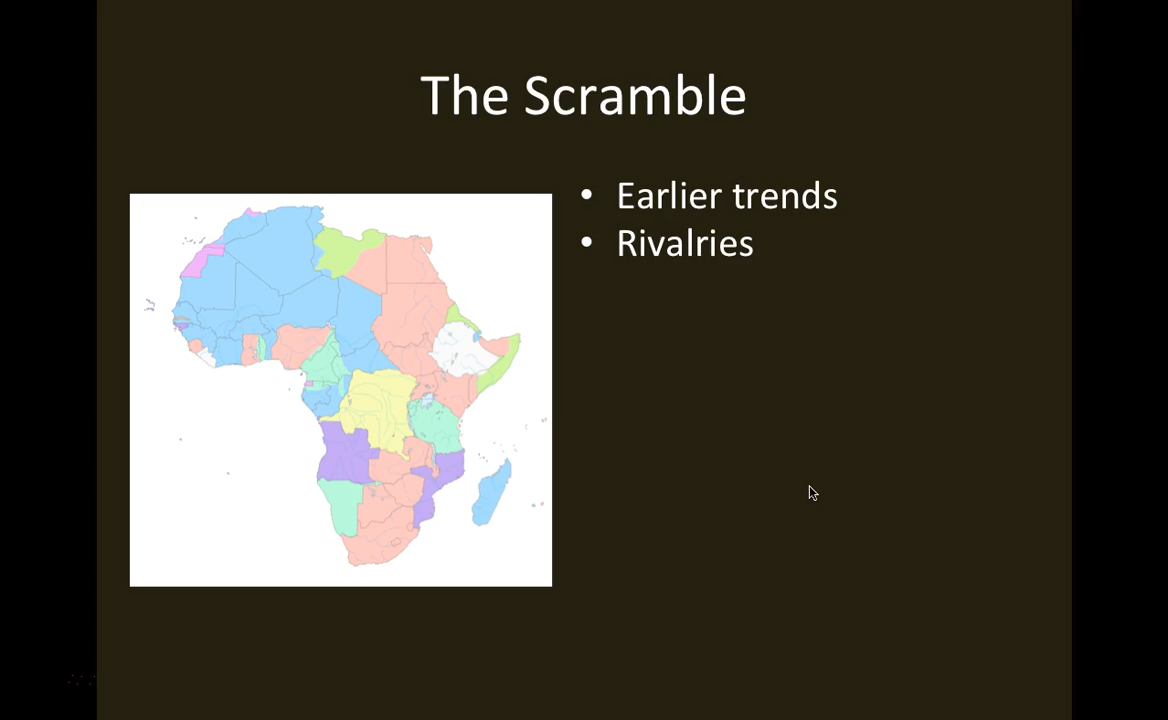 The Scramble
• Earlier trends
• Rivalries